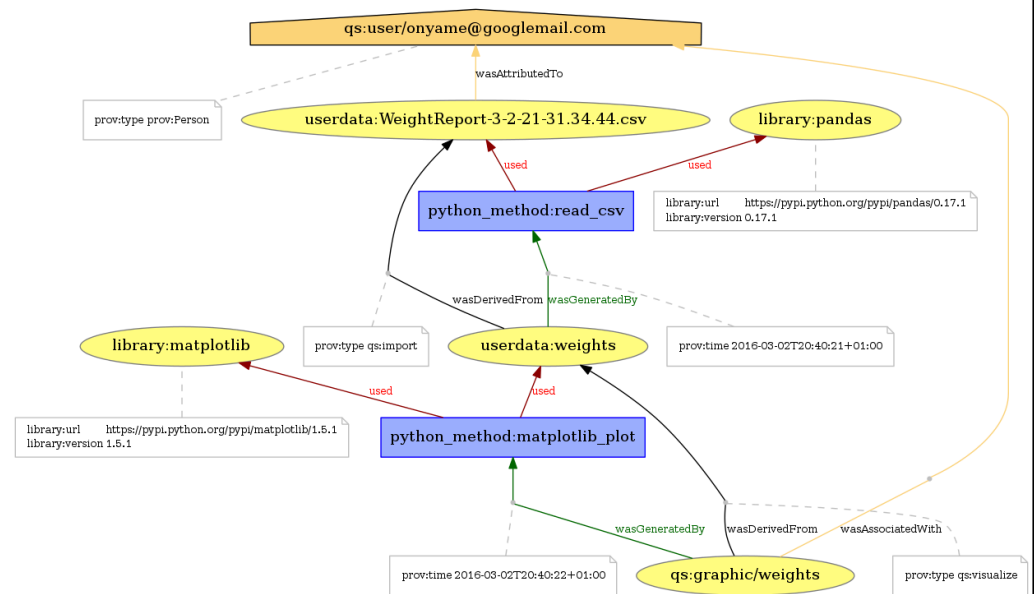 qs:user/onyame@googlemail.com
wasAttributedTo
prov:type prov:Person
userdata:WeightReport-3-2-21-31.34.44.csv
library:pandas
used
used
python_method:read_csv
library:url https://pypi.python.org/pypi/pandas/0.17.1
library:version 0.17.1
wasDerivedFrom
wasGeneratedBy
library:matplotlib
prov:type qs:import
userdata:weights
prov:time 2016-03-02T20:40:21+01:00
used
used
library:url https://pypi.python.org/pypi/matplotlib/1.5.1
library:version 1.5.1
python_method:matplotlib_plot
wasGeneratedBy
wasDerivedFrom
wasAssociatedWith
prov:time 2016-03-02T20:40:22+01:00
qs:graphic/weights
prov:type qs:visualize